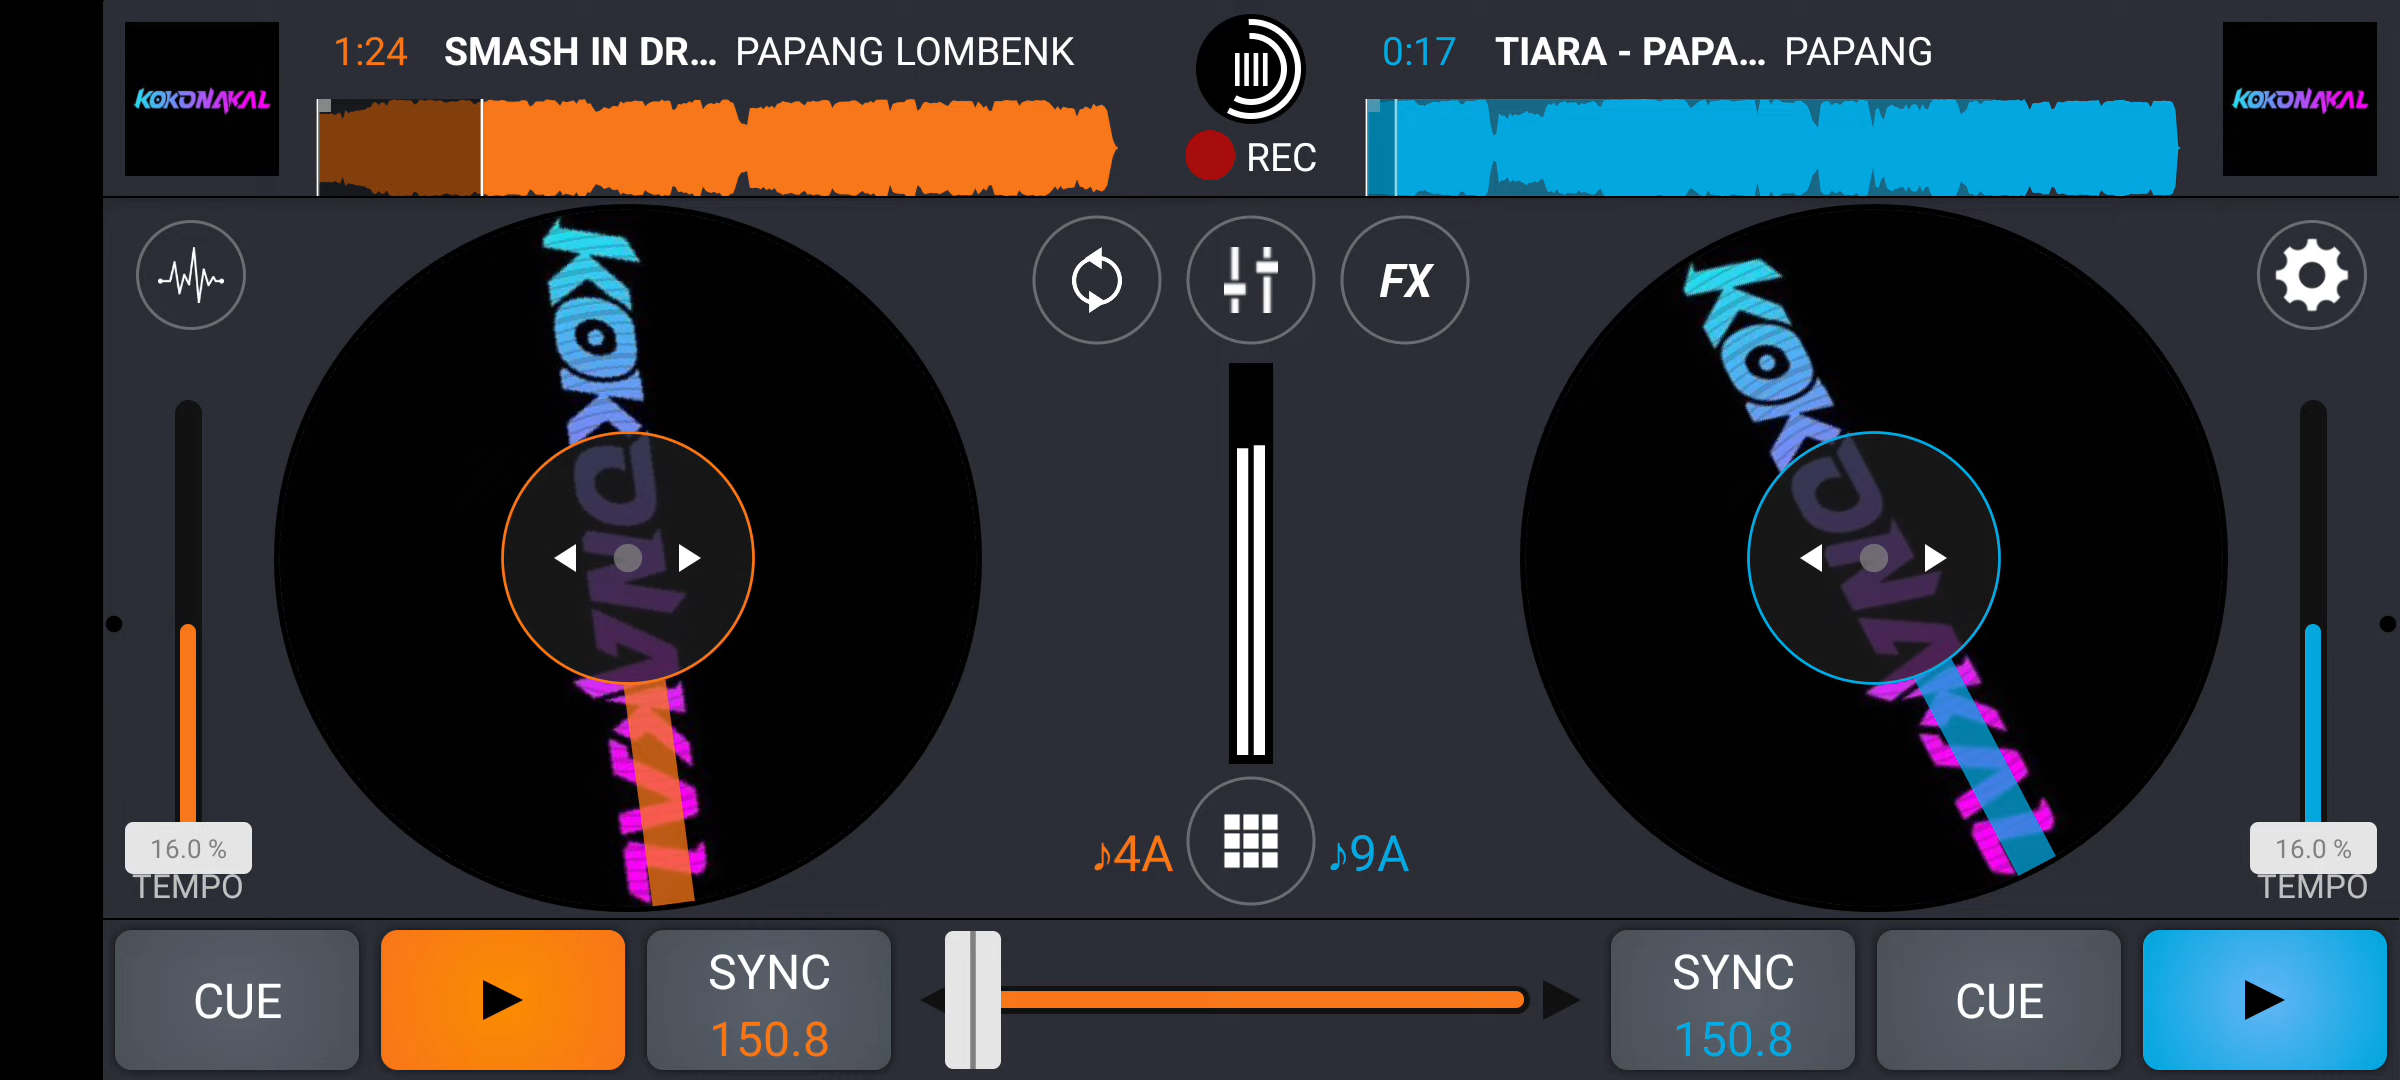 KOKONAKAL
1:24 SMASH IN DR... PAPANG LOMBENK
0:17 TIARA - PAPA... PAPANG
KOKONAKAL
REC
FX
KOKONAKAL
KOKONAKAL
16.0 %
TEMPO
♪4A
♪9A
16.0 %
TEMPO
CUE
SYNC
150.8
SYNC
150.8
CUE